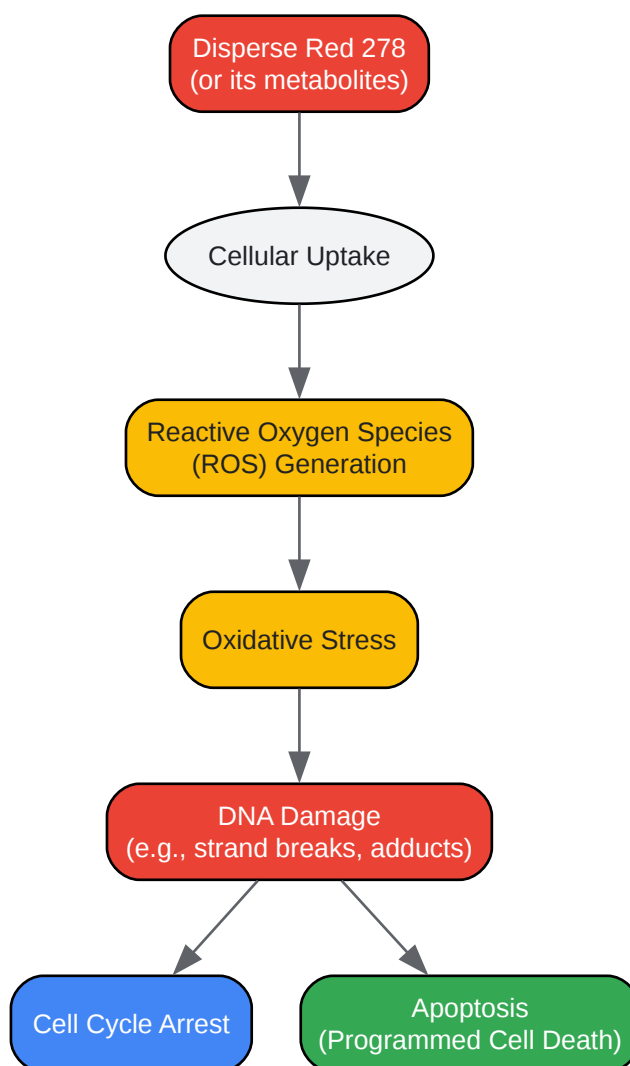 Disperse Red 278
(or its metabolites)
Cellular Uptake
Reactive Oxygen Species
(ROS) Generation
Oxidative Stress
DNA Damage
(e.g., strand breaks, adducts)
Cell Cycle Arrest
Apoptosis
(Programmed Cell Death)